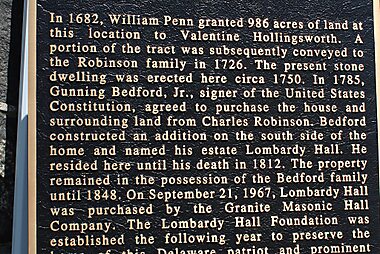 In 1682, William Penn granted 986 acres of land at
this location to Valentine Hollingsworth. A
portion of the tract was subsequently conveyed to
the Robinson family in 1726. The present stone
dwelling was erected here circa 1750. In 1785,
Gunning Bedford, Jr., signer of the United States
Constitution, agreed to purchase the house and
surrounding land from Charles Robinson. Bedford
constructed an addition on the south side of the
home and named his estate Lombardy Hall. He
resided here until his death in 1812. The property
remained in the possession of the Bedford family
until 1848. On September 21, 1967, Lombardy Hall
was purchased by the Granite Masonic Hall
Company. The Lombardy Hall Foundation was
established the following year to preserve the
home of this Delaware patriot and prominent